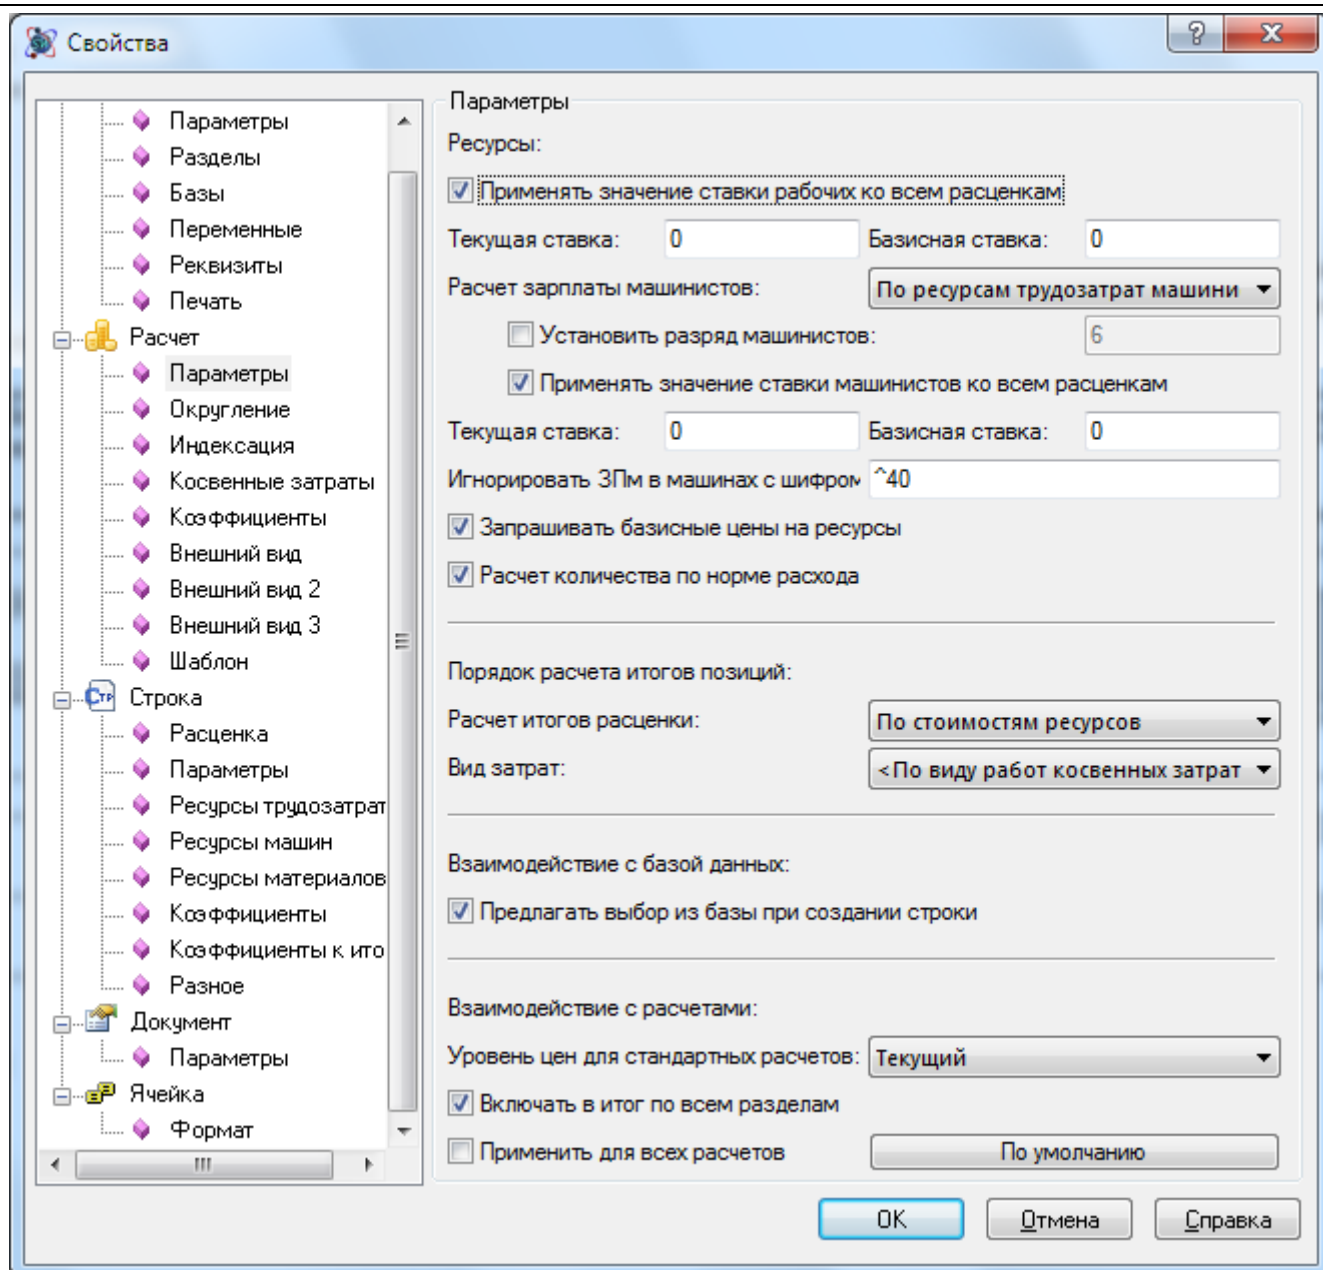 Свойства
Параметры
Разделы
Базы
Переменные
Реквизиты
Печать
Расчет
Параметры
Округление
Индексация
Косвенные затраты
Коэффициенты
Внешний вид
Внешний вид 2
Внешний вид 3
Шаблон
Строка
Расценка
Параметры
Ресурсы трудозатрат
Ресурсы машин
Ресурсы материалов
Коэффициенты
Коэффициенты к ито
Разное
Документ
Параметры
Ячейка
Формат
Параметры
Ресурсы:
Применять значение ставки рабочих ко всем расценкам
Текущая ставка: 0 Базисная ставка: 0
Расчет зарплаты машинистов: По ресурсам трудозатрат машини
Установить разряд машинистов: 6
Применять значение ставки машинистов ко всем расценкам
Текущая ставка: 0 Базисная ставка: 0
Игнорировать ЗПм в машинах с шифром ^40
Запрашивать базисные цены на ресурсы
Расчет количества по норме расхода
Порядок расчета итогов позиций:
Расчет итогов расценки: По стоимостям ресурсов
Вид затрат: <По виду работ косвенных затрат
Взаимодействие с базой данных:
Предлагать выбор из базы при создании строки
Взаимодействие с расчетами:
Уровень цен для стандартных расчетов: Текущий
Включать в итог по всем разделам
Применить для всех расчетов По умолчанию
OK Отмена Справка